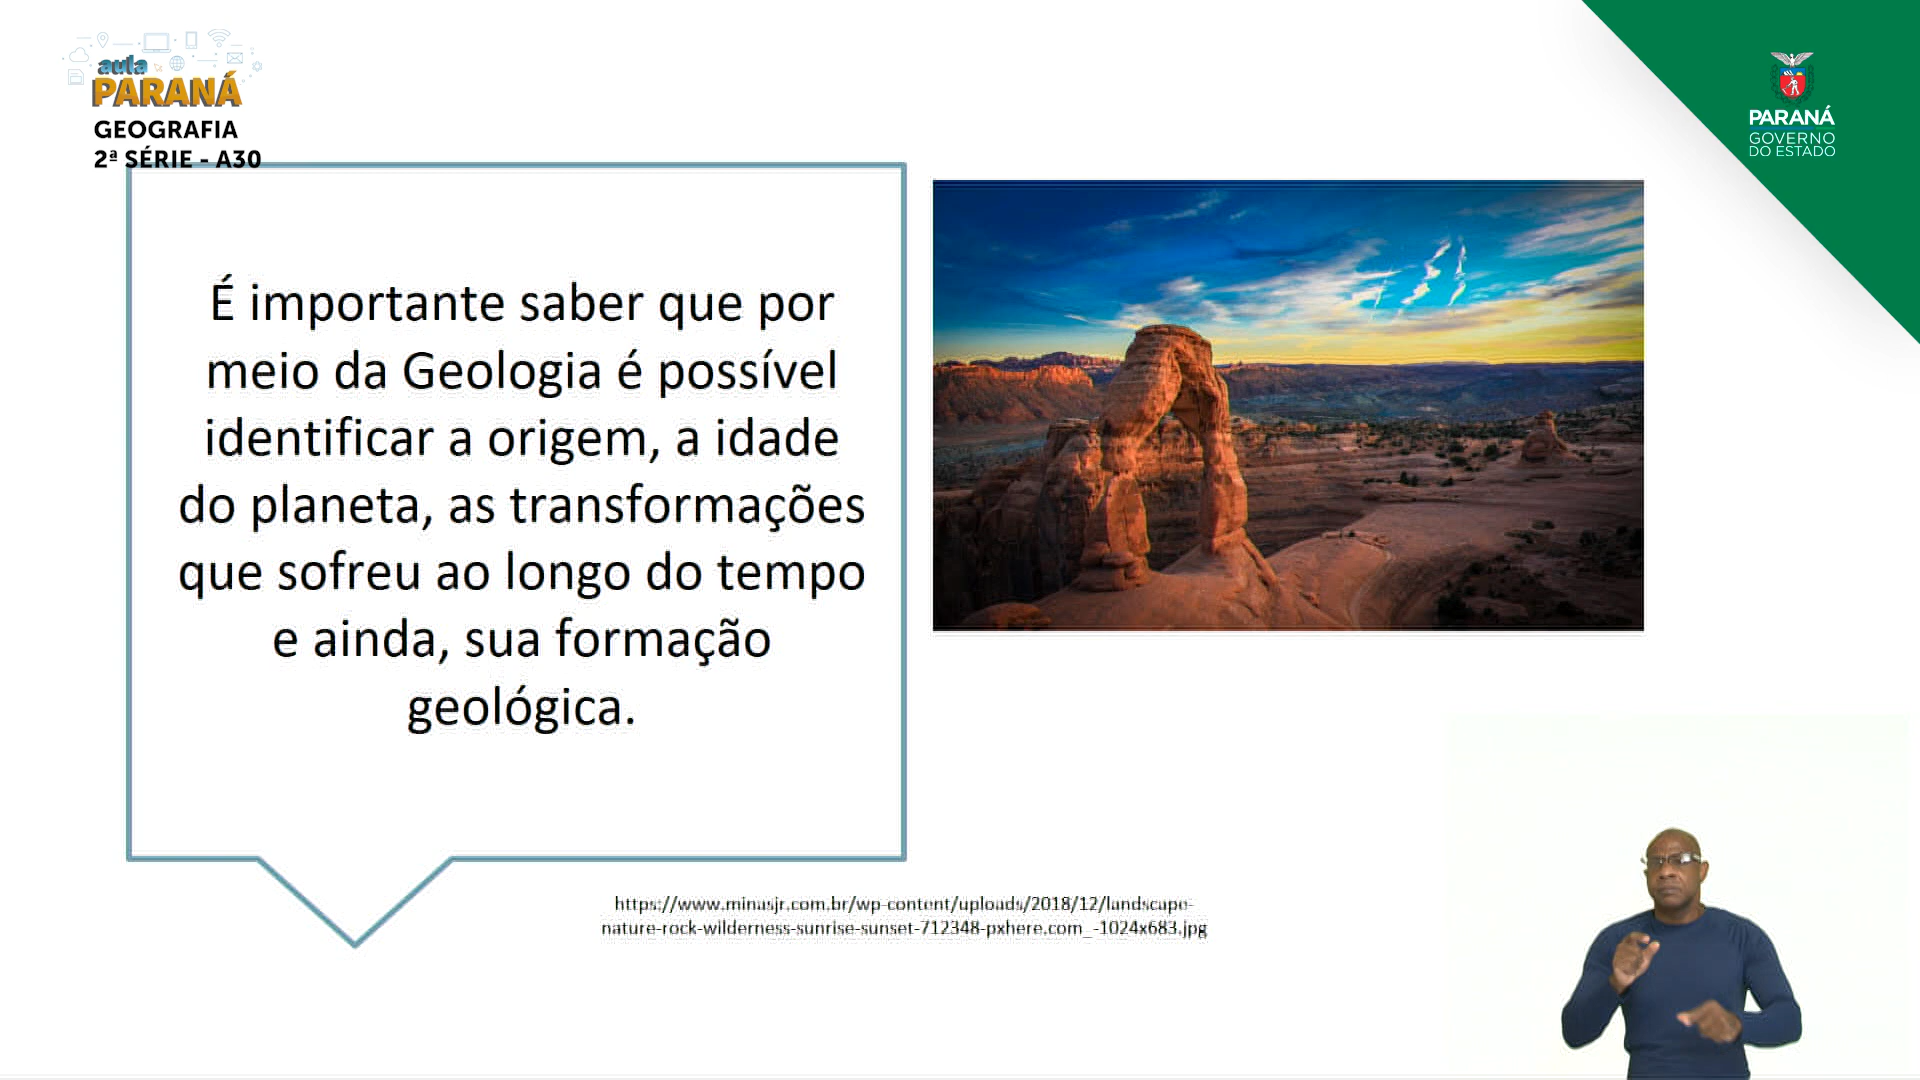 aula
PARANÁ
GEOGRAFIA
2ª SÉRIE - A30
PARANÁ
GOVERNO
DO ESTADO
É importante saber que por
meio da Geologia é possível
identificar a origem, a idade
do planeta, as transformações
que sofreu ao longo do tempo
e ainda, sua formação
geológica.
https://www.minasjr.com.br/wp-content/uploads/2018/12/landscape-
nature-rock-wilderness-sunrise-sunset-712348-pxhere.com_-1024x683.jpg